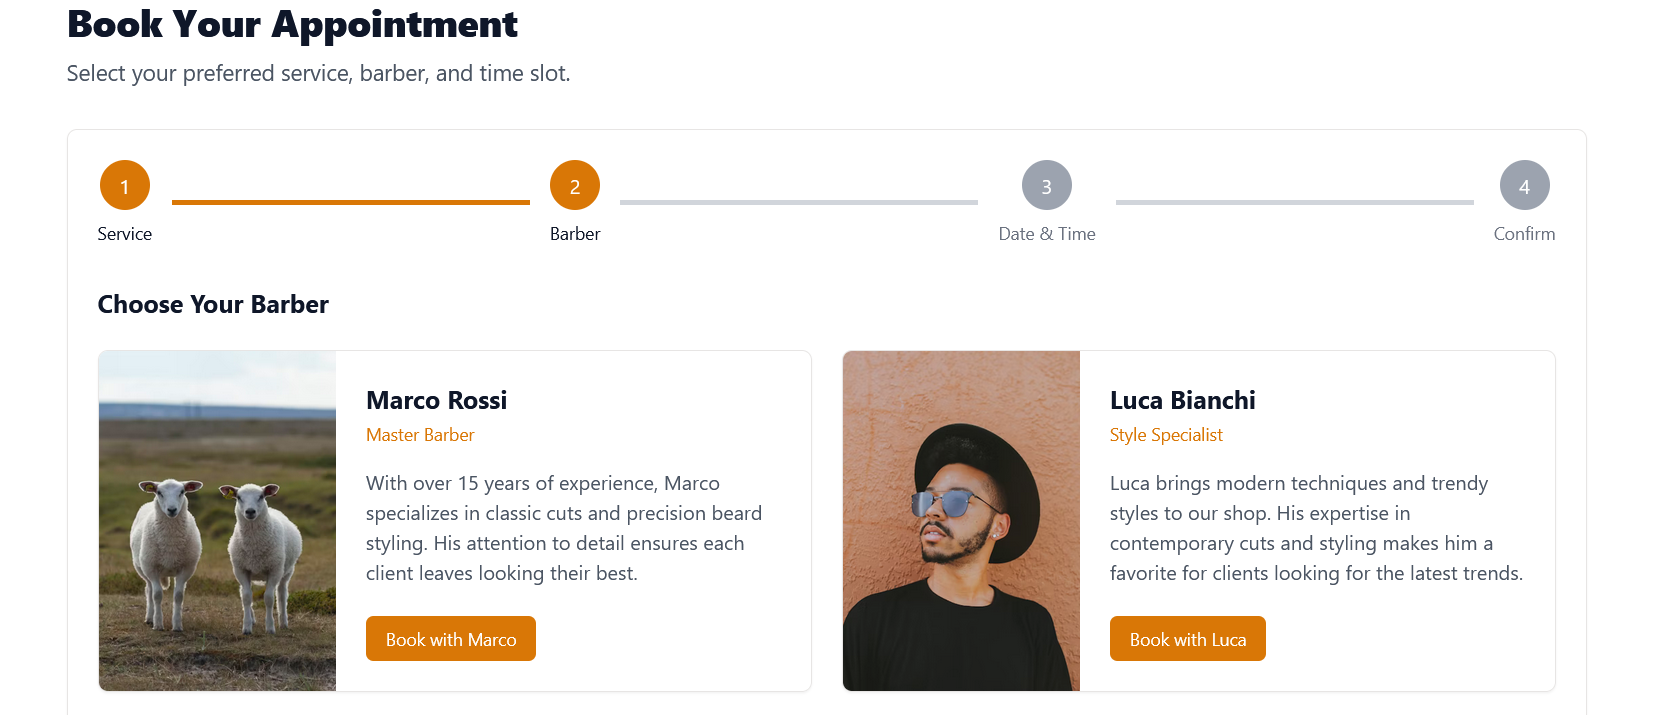 Book Your Appointment
Select your preferred service, barber, and time slot.
1
2
3
4
Service
Barber
Date & Time
Confirm
Choose Your Barber
Marco Rossi
Master Barber
With over 15 years of experience, Marco
specializes in classic cuts and precision beard
styling. His attention to detail ensures each
client leaves looking their best.
Book with Marco
Luca Bianchi
Style Specialist
Luca brings modern techniques and trendy
styles to our shop. His expertise in
contemporary cuts and styling makes him a
favorite for clients looking for the latest trends.
Book with Luca